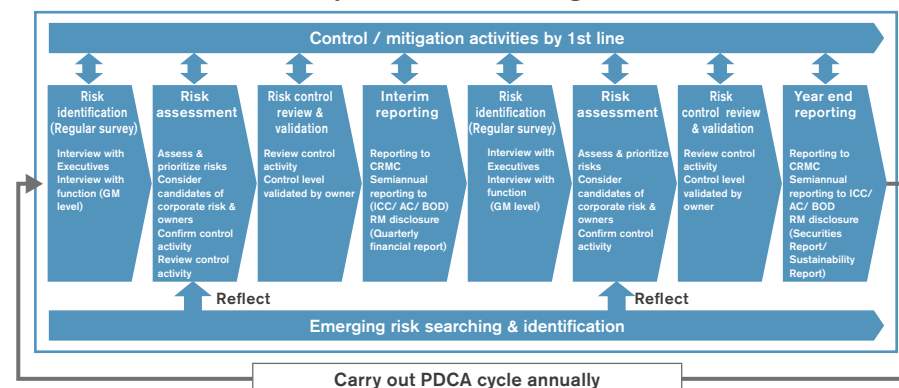 Control / mitigation activities by 1st line
Risk
identification
(Regular survey)
Interview with
Executives
Interview with
function (GM
level)
Risk
assessment
Assess &
prioritize risks
Consider
candidates of
corporate risk &
owners
Confirm control
activity
Review control
activity
Risk control
review &
validation
Review control
activity
Control level
validated by owner
Interim
reporting
Reporting to
CRMC
Semiannual
reporting to
(ICC/ AC/ BOD)
RM disclosure
(Quarterly
financial report)
Risk
identification
(Regular survey)
Interview with
Executives
Interview with
function
(GM level)
Risk
assessment
Assess & prioritize
risks
Consider
candidates of
corporate risk &
owners
Confirm control
activity
Risk
control review
& validation
Review control
activity
Control level
validated by
owner
Year end
reporting
Reporting to
CRMC
Semiannual
reporting to ICC/
AC/ BOD
RM disclosure
(Securities
Report/
Sustainability
Report)
Reflect
Reflect
Emerging risk searching & identification
Carry out PDCA cycle annually